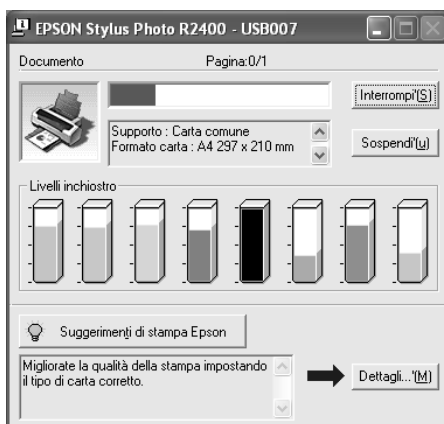 EPSON Stylus Photo R2400 - USB007
Documento Pagina:0/1
Interrompi'(S)
Supporto : Carta comune
Formato carta : A4 297 x 210 mm
Sospendi'(u)
Livelli inchiostro
Suggerimenti di stampa Epson
Migliorate la qualità della stampa impostando
il tipo di carta corretto.
Dettagli...'(M)